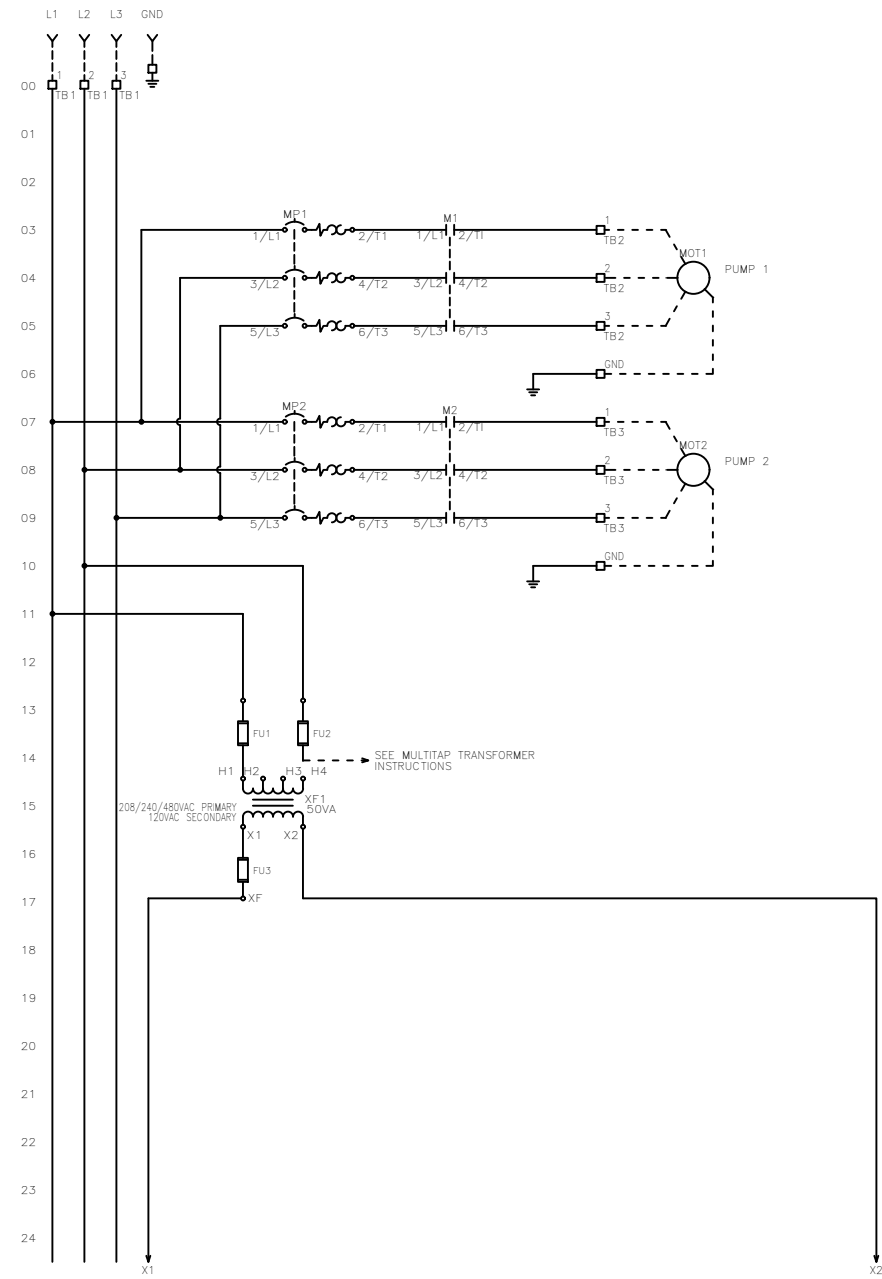 L1 L2 L3 GND
1 2 3
00 TB1 TB1 TB1
01
02
MP1 M1 1
03 1/L1 2/T1 1/L1 2/TI TB2
MOT1
2 PUMP 1
04 3/L2 4/T2 3/L2 4/T2 TB2
3
05 5/L3 6/T3 5/L3 6/T3 TB2
GND
06
MP2 M2 1
07 1/L1 2/T1 1/L1 2/TI TB3
MOT2
2 PUMP 2
08 3/L2 4/T2 3/L2 4/T2 TB3
3
09 5/L3 6/T3 5/L3 6/T3 TB3
GND
10
11
12
13
FU1 FU2
14 SEE MULTITAP TRANSFORMER
INSTRUCTIONS
H1 H2 H3 H4
XF1
15 208/240/480VAC PRIMARY 50VA
120VAC SECONDARY
X1 X2
16
FU3
17 XF
18
19
20
21
22
23
24
X1 X2